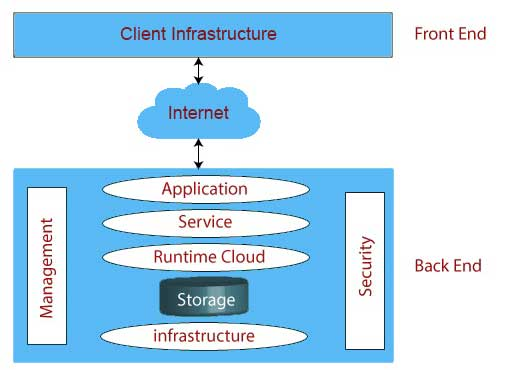 Client Infrastructure
Front End
Internet
Application
Service
Runtime Cloud
Storage
infrastructure
Management
Security
Back End